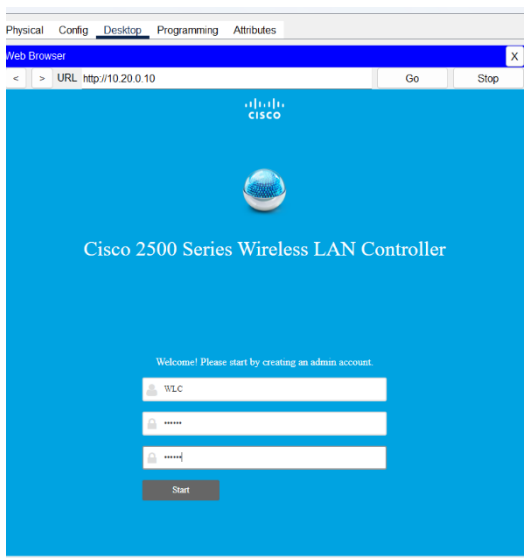 Physical Config Desktop Programming Attributes
Web Browser X
< > URL http://10.20.0.10 Go Stop
CISCO
Cisco 2500 Series Wireless LAN Controller
Welcome! Please start by creating an admin account.
WLC
••••••
••••••
Start